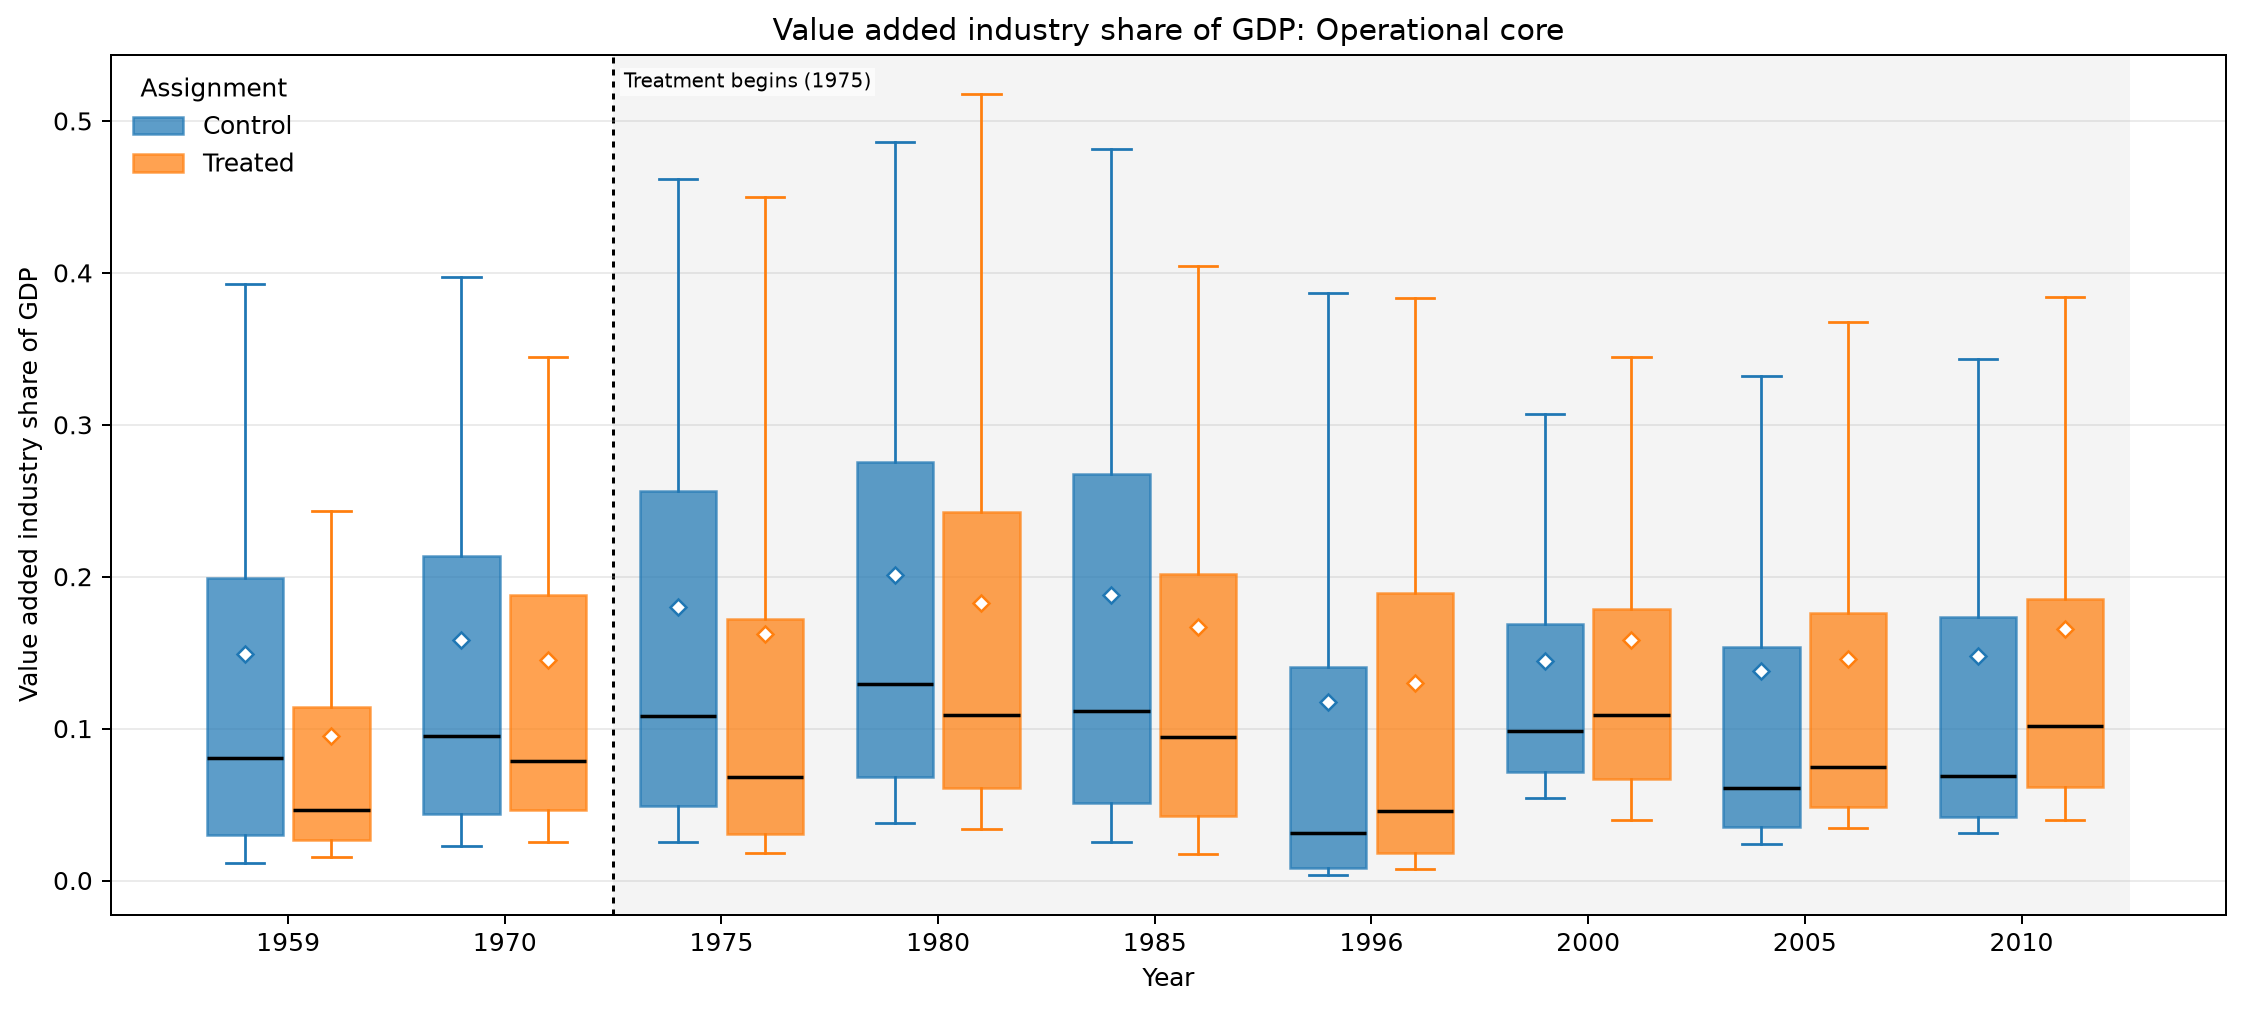 Value added industry share of GDP: Operational core
Treatment begins (1975)
Assignment
Control
Treated
Value added industry share of GDP
0.5
0.4
0.3
0.2
0.1
0.0
1959 1970 1975 1980 1985 1996 2000 2005 2010
Year